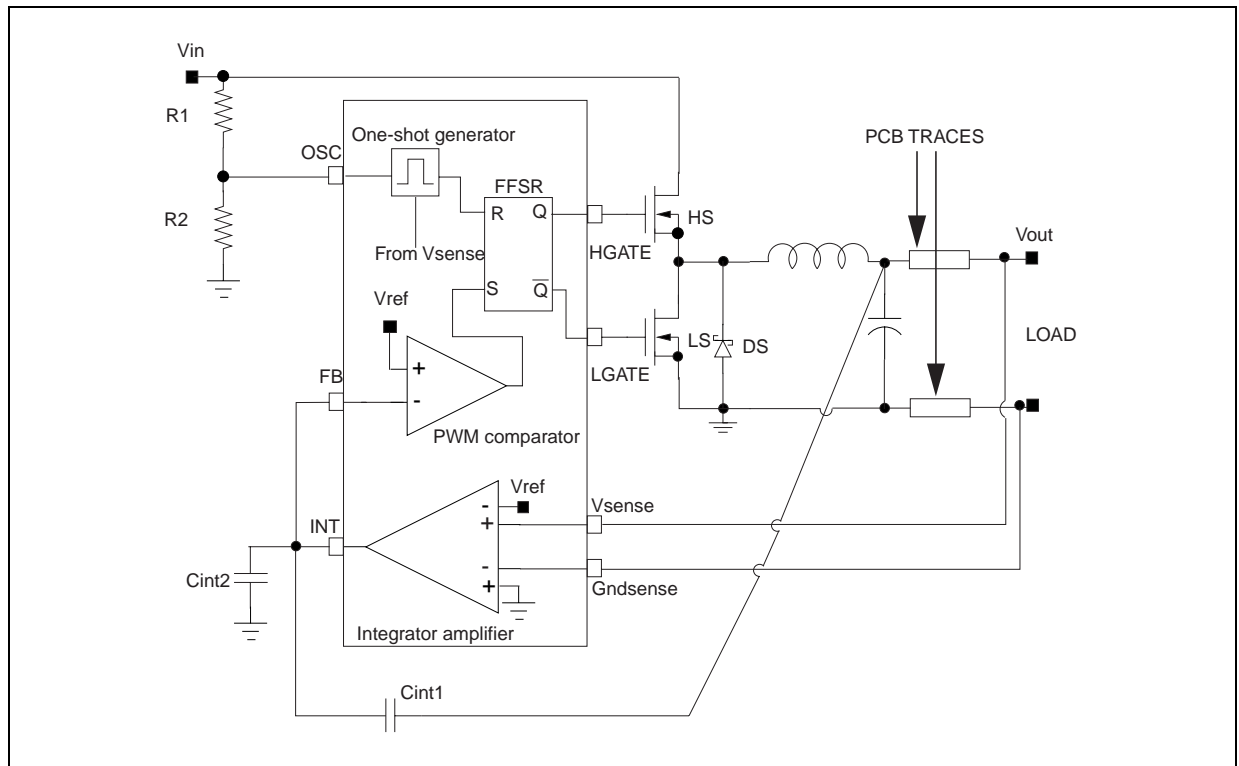 Vin
R1
One-shot generator
PCB TRACES
OSC
FFSR
R
Q
HS
R2
From Vsense
HGATE
Vout
Vref
S
Q̅
LS
DS
LOAD
FB
LGATE
+
-
PWM comparator
Vref
-
Vsense
INT
+
Cint2
-
+
Gndsense
Integrator amplifier
Cint1